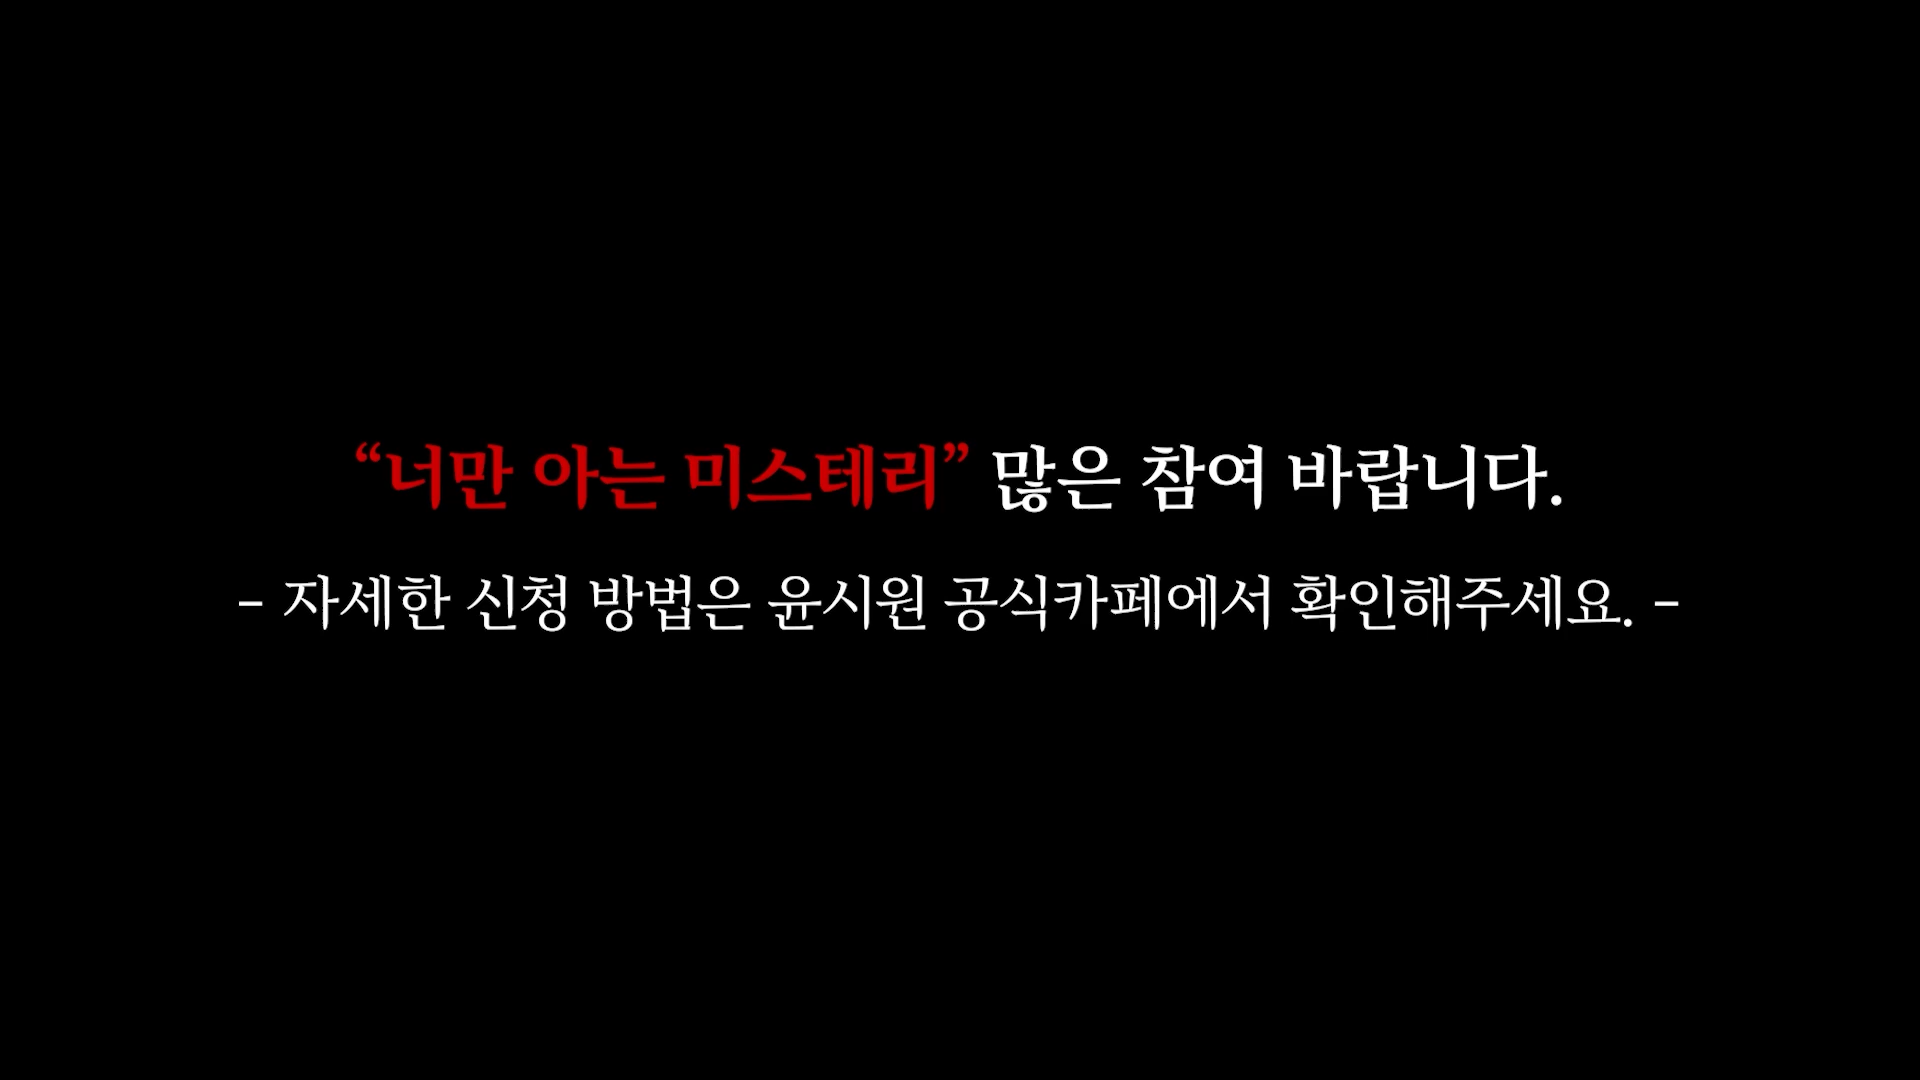 “너만 아는 미스테리” 많은 참여 바랍니다.
- 자세한 신청 방법은 윤시원 공식카페에서 확인해주세요. -